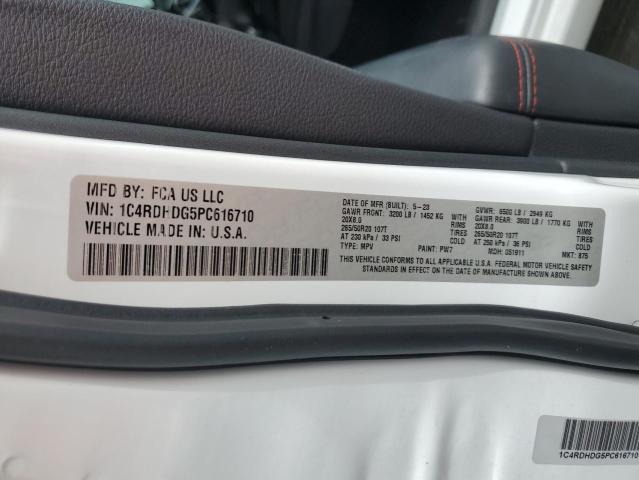 MFD BY: FCA US LLC
VIN: 1C4RDHDG5PC616710
VEHICLE MADE IN: U.S.A.
DATE OF MFR (BUILT): 5-23 GVWR: 6500 LB / 2949 KG
GAWR FRONT: 3200 LB / 1452 KG GAWR REAR: 3900 LB / 1770 KG
20X8.0 RIMS 20X8.0 RIMS
265/50R20 107T TIRES 265/50R20 107T TIRES
AT 230 kPa / 33 PSI COLD AT 250 kPa / 36 PSI COLD
TYPE: MPV PAINT: PW7 MDH: 051911 MKT: 875
THIS VEHICLE CONFORMS TO ALL APPLICABLE U.S.A. FEDERAL MOTOR VEHICLE SAFETY
STANDARDS IN EFFECT ON THE DATE OF MANUFACTURE SHOWN ABOVE.
1C4RDHDG5PC616710